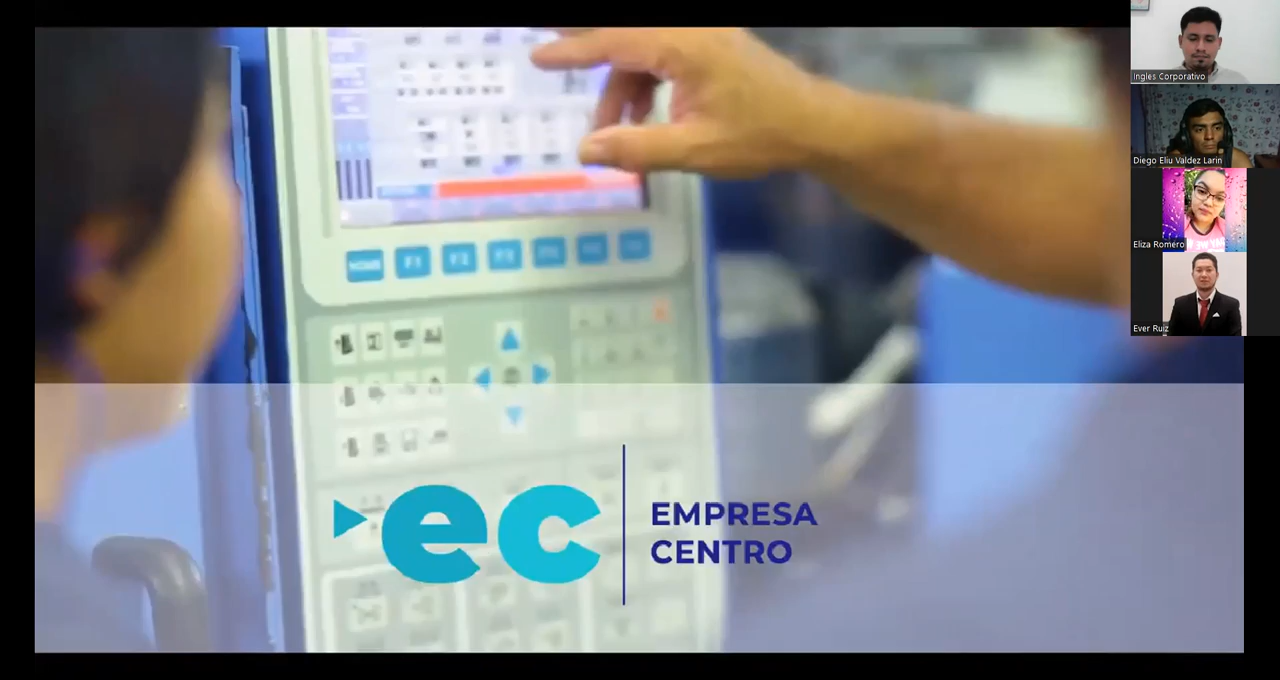 HOME F1 F2 F3
ec
EMPRESA
CENTRO
Ingles Corporativo
Diego Eliu Valdez Larin
Eliza Romero
Ever Ruiz